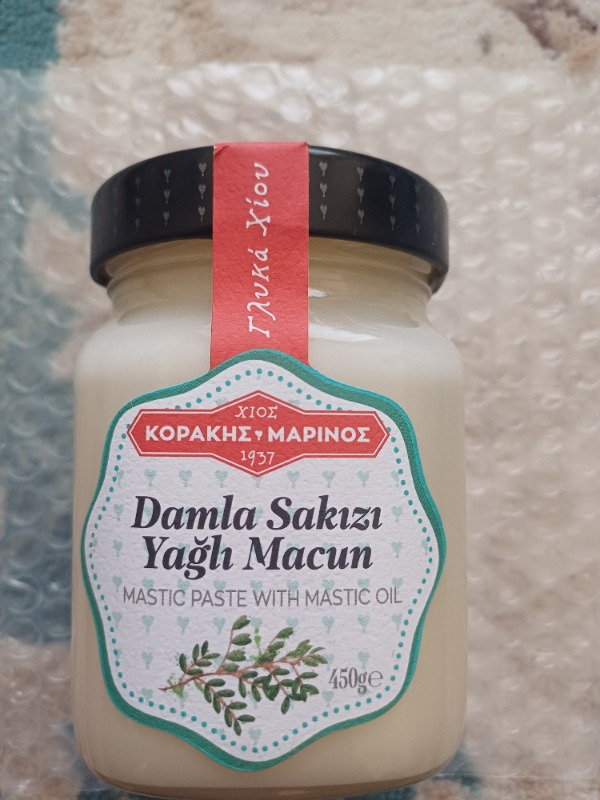 Γλυκά Χίου
ΧΙΟΣ
ΚΟΡΑΚΗΣ ΜΑΡΙΝΟΣ
1937
Damla Sakızı
Yağlı Macun
MASTIC PASTE WITH MASTIC OIL
450g℮